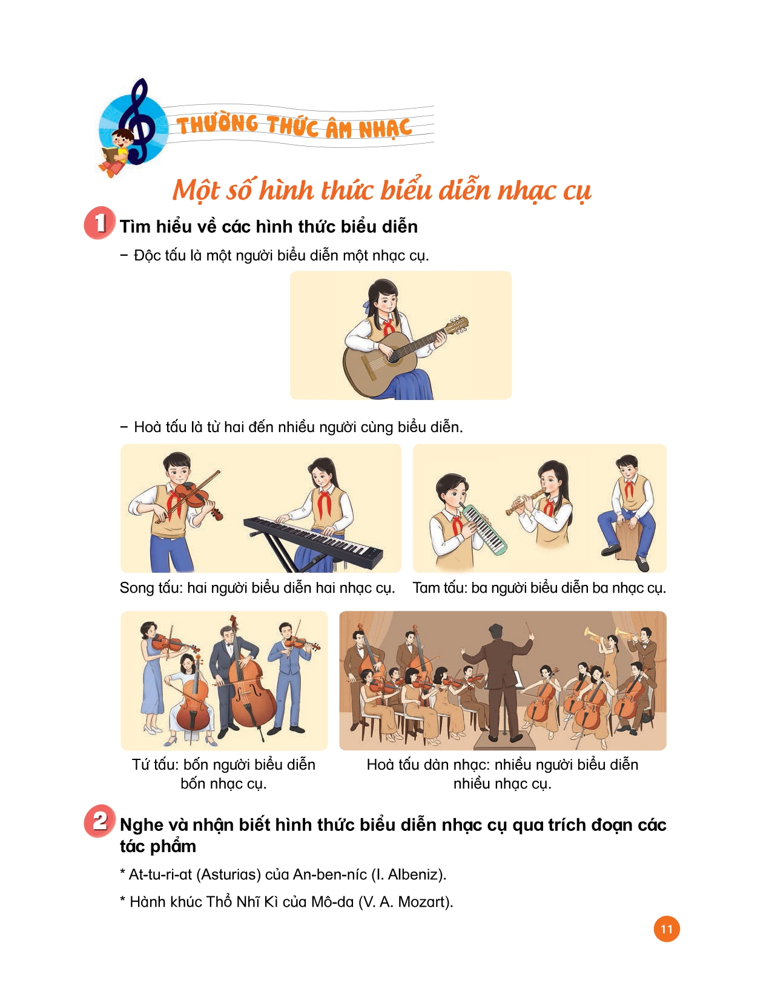 THƯỜNG THỨC ÂM NHẠC
Một số hình thức biểu diễn nhạc cụ
1 Tìm hiểu về các hình thức biểu diễn
– Độc tấu là một người biểu diễn một nhạc cụ.
– Hoà tấu là từ hai đến nhiều người cùng biểu diễn.
Song tấu: hai người biểu diễn hai nhạc cụ.
Tam tấu: ba người biểu diễn ba nhạc cụ.
Tứ tấu: bốn người biểu diễn
bốn nhạc cụ.
Hoà tấu dàn nhạc: nhiều người biểu diễn
nhiều nhạc cụ.
2 Nghe và nhận biết hình thức biểu diễn nhạc cụ qua trích đoạn các
tác phẩm
* At-tu-ri-at (Asturias) của An-ben-níc (I. Albeniz).
* Hành khúc Thổ Nhĩ Kì của Mô-da (V. A. Mozart).
11